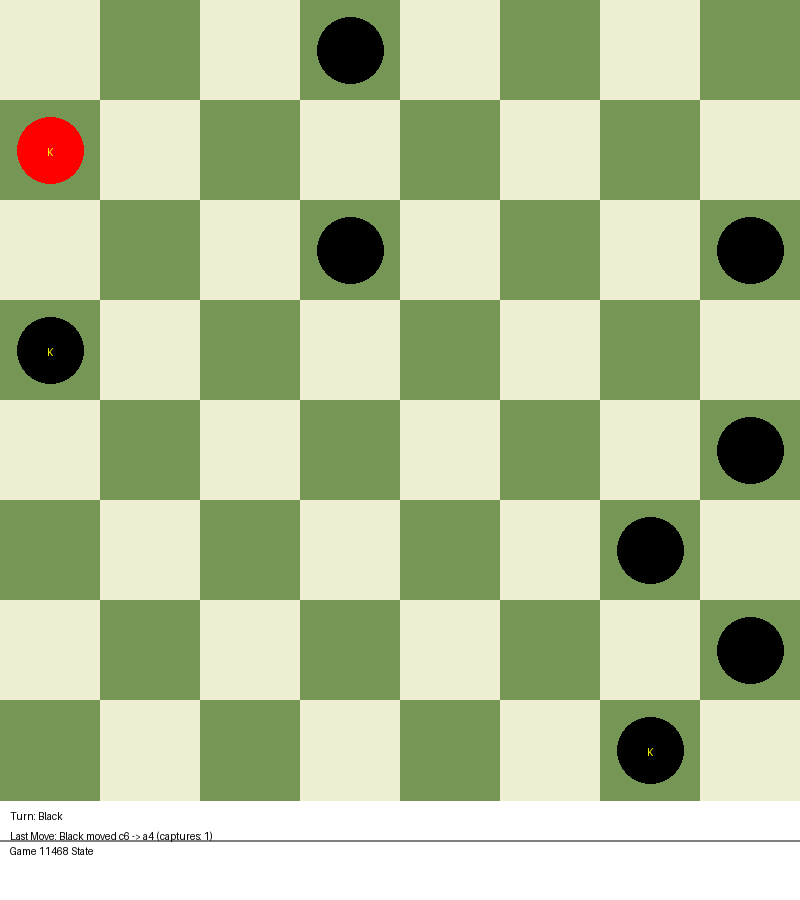 K
K
K
Turn: Black
Last Move: Black moved c6 -> a4 (captures: 1)
Game 11468 State